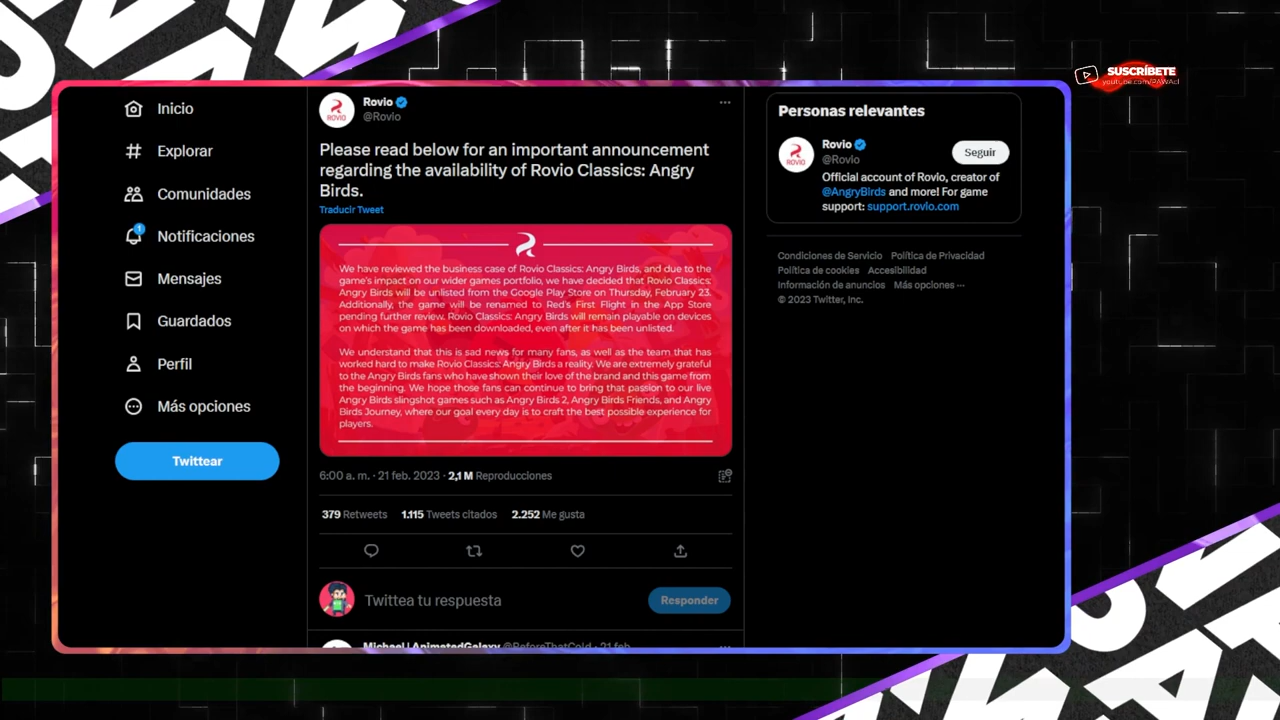 SUSCRÍBETE
youtube.com/PAWAcl
Inicio
Explorar
Comunidades
1
Notificaciones
Mensajes
Guardados
Perfil
Más opciones
Twittear
Rovio
@Rovio
Please read below for an important announcement
regarding the availability of Rovio Classics: Angry
Birds.
Traducir Tweet
We have reviewed the business case of Rovio Classics: Angry Birds, and due to the
game's impact on our wider games portfolio, we have decided that Rovio Classics:
Angry Birds will be unlisted from the Google Play Store on Thursday, February 23.
Additionally, the game will be renamed to Red's First Flight in the App Store
pending further review. Rovio Classics: Angry Birds will remain playable on devices
on which the game has been downloaded, even after it has been unlisted.
We understand that this is sad news for many fans, as well as the team that has
worked hard to make Rovio Classics: Angry Birds a reality. We are extremely grateful
to the Angry Birds fans who have shown their love of the brand and this game from
the beginning. We hope those fans can continue to bring that passion to our live
Angry Birds slingshot games such as Angry Birds 2, Angry Birds Friends, and Angry
Birds Journey, where our goal every day is to craft the best possible experience for
players.
6:00 a. m. · 21 feb. 2023 · 2,1 M Reproducciones
379 Retweets 1.115 Tweets citados 2.252 Me gusta
Twittea tu respuesta
Responder
Michael | AnimatedGalaxy @BeforeThatCold · 21 feb.
Personas relevantes
ROVIO
Rovio
@Rovio
Seguir
Official account of Rovio, creator of
@AngryBirds and more! For game
support: support.rovio.com
Condiciones de Servicio Política de Privacidad
Política de cookies Accesibilidad
Información de anuncios Más opciones ···
© 2023 Twitter, Inc.